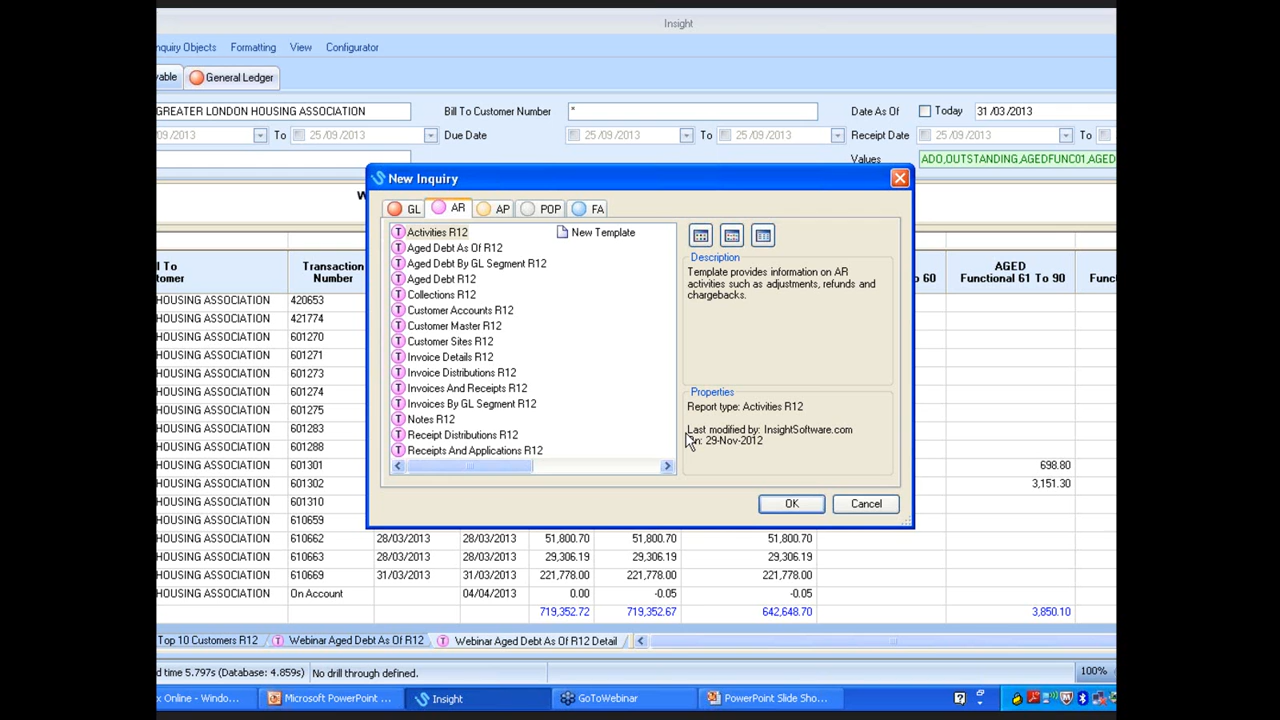 Insight
nquiry Objects Formatting View Configurator
vable General Ledger
GREATER LONDON HOUSING ASSOCIATION Bill To Customer Number * Date As Of Today 31/03/2013
25/09/2013 To 25/09/2013 Due Date 25/09/2013 To 25/09/2013 Receipt Date 25/09/2013 To
Values ADO,OUTSTANDING,AGEDFUNC01,AGED
New Inquiry
GL AR AP POP FA
Activities R12 New Template
Aged Debt As Of R12
Aged Debt By GL Segment R12
Aged Debt R12
Collections R12
Customer Accounts R12
Customer Master R12
Customer Sites R12
Invoice Details R12
Invoice Distributions R12
Invoices And Receipts R12
Invoices By GL Segment R12
Notes R12
Receipt Distributions R12
Receipts And Applications R12
Description
Template provides information on AR
activities such as adjustments, refunds and
chargebacks.
Properties
Report type: Activities R12
Last modified by: InsightSoftware.com
On: 29-Nov-2012
OK Cancel
W
l To Transaction 60 AGED
stomer Number Functional 61 To 90 Func
HOUSING ASSOCIATION 420653
HOUSING ASSOCIATION 421774
HOUSING ASSOCIATION 601270
HOUSING ASSOCIATION 601271
HOUSING ASSOCIATION 601273
HOUSING ASSOCIATION 601274
HOUSING ASSOCIATION 601275
HOUSING ASSOCIATION 601283
HOUSING ASSOCIATION 601288
HOUSING ASSOCIATION 601301 698.80
HOUSING ASSOCIATION 601302 3,151.30
HOUSING ASSOCIATION 601310
HOUSING ASSOCIATION 610659
HOUSING ASSOCIATION 610662 28/03/2013 28/03/2013 51,800.70 51,800.70 51,800.70
HOUSING ASSOCIATION 610663 28/03/2013 28/03/2013 29,306.19 29,306.19 29,306.19
HOUSING ASSOCIATION 610669 31/03/2013 31/03/2013 221,778.00 221,778.00 221,778.00
HOUSING ASSOCIATION On Account 04/04/2013 0.00 -0.05 -0.05
719,352.72 719,352.67 642,648.70 3,850.10
Top 10 Customers R12 Webinar Aged Debt As Of R12 Webinar Aged Debt As Of R12 Detail
d time 5.797s (Database: 4.859s) No drill through defined. 100%
x Online - Windo... Microsoft PowerPoint ... Insight GoToWebinar PowerPoint Slide Sho...